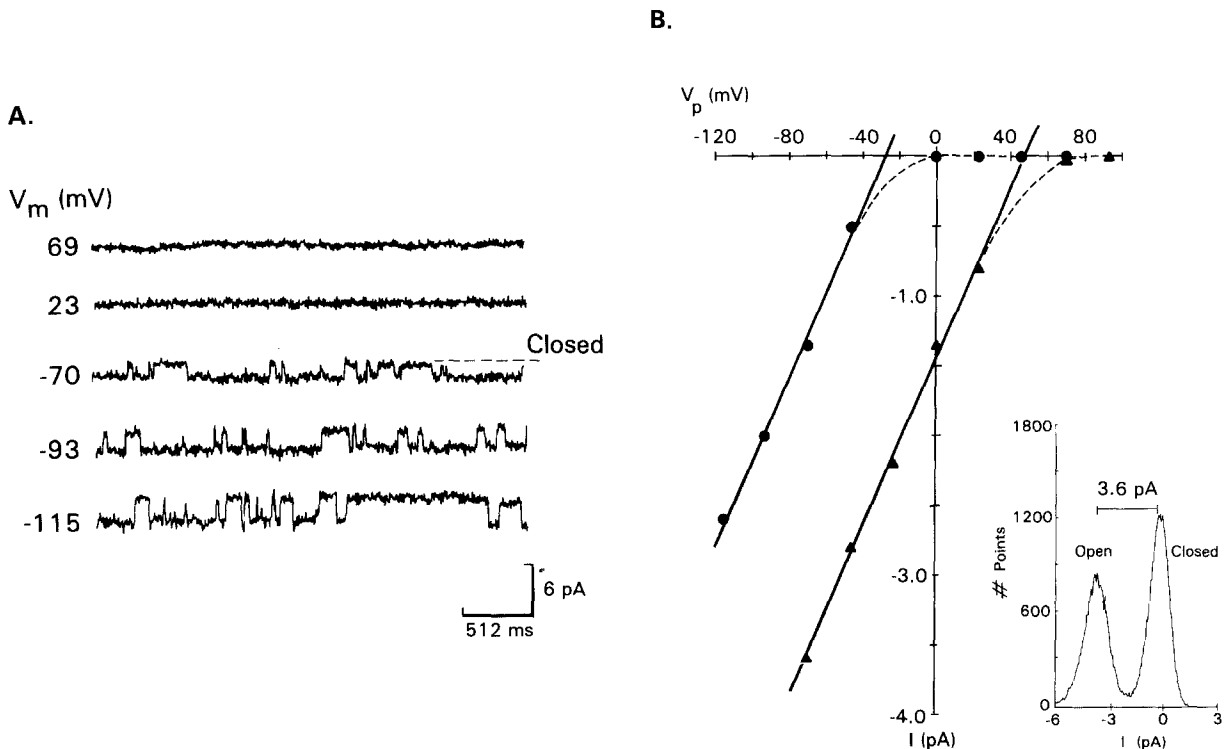 A.
V_m (mV)
69
23
-70
Closed
-93
-115
6 pA
512 ms
B.
V_p (mV)
-120 -80 -40 0 40 80
-1.0
-3.0
-4.0
I (pA)
1800
1200
600
0
# Points
3.6 pA
Open
Closed
-6 -3 0 3
I (pA)